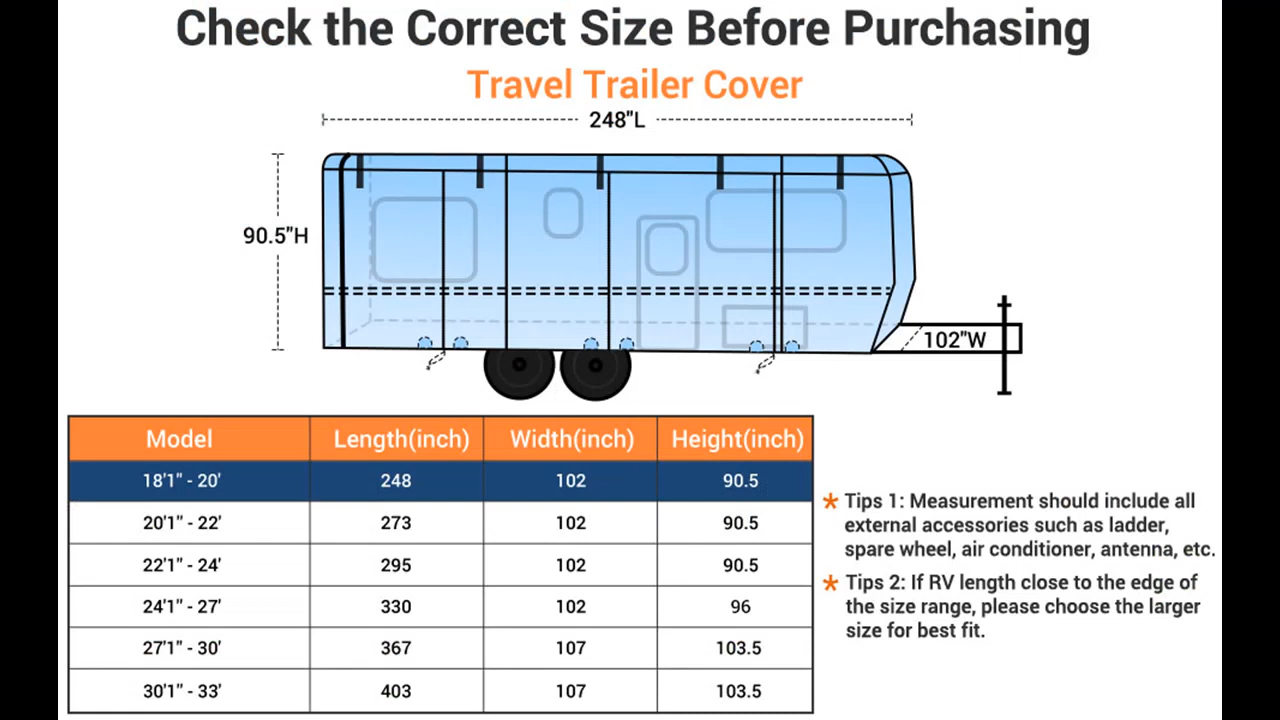 Check the Correct Size Before Purchasing
Travel Trailer Cover
248"L
90.5"H
102"W
Model Length(inch) Width(inch) Height(inch)
18'1" - 20' 248 102 90.5
20'1" - 22' 273 102 90.5
22'1" - 24' 295 102 90.5
24'1" - 27' 330 102 96
27'1" - 30' 367 107 103.5
30'1" - 33' 403 107 103.5
* Tips 1: Measurement should include all
external accessories such as ladder,
spare wheel, air conditioner, antenna, etc.
* Tips 2: If RV length close to the edge of
the size range, please choose the larger
size for best fit.